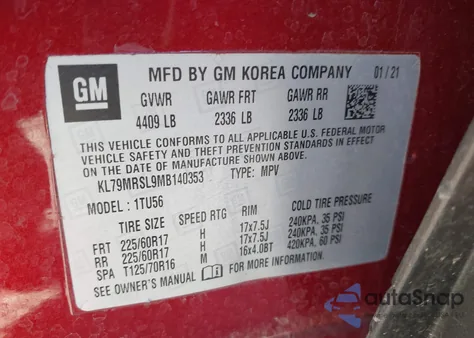 GM
MFD BY GM KOREA COMPANY 01/21
GVWR GAWR FRT GAWR RR
4409 LB 2336 LB 2336 LB
THIS VEHICLE CONFORMS TO ALL APPLICABLE U.S. FEDERAL MOTOR
VEHICLE SAFETY AND THEFT PREVENTION STANDARDS IN EFFECT
ON THE DATE OF MANUFACTURE SHOWN ABOVE.
KL79MRSL9MB140353 TYPE: MPV
MODEL: 1TU56
TIRE SIZE SPEED RTG RIM COLD TIRE PRESSURE
FRT 225/60R17 H 17x7.5J 240KPA, 35 PSI
RR 225/60R17 H 17x7.5J 240KPA, 35 PSI
SPA T125/70R16 M 16x4.0BT 420KPA, 60 PSI
SEE OWNER'S MANUAL FOR MORE INFORMATION.
autoSnap